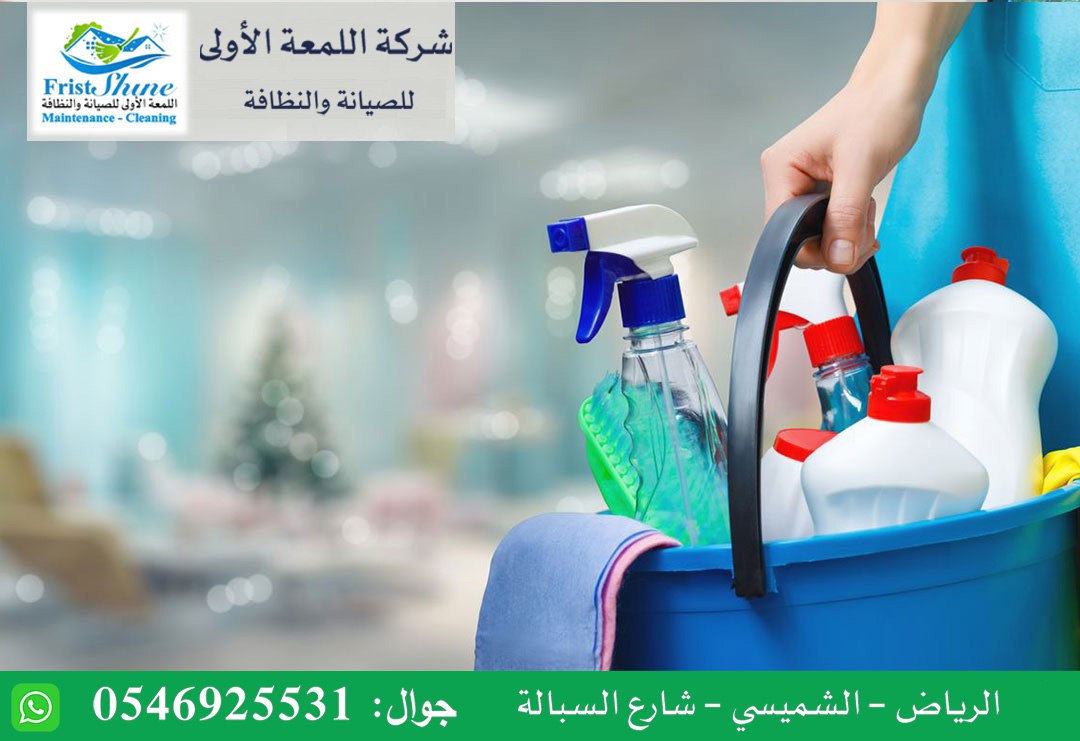 شركة اللمعة الأولى
للصيانة والنظافة
Frist Shine
اللمعة الأولى للصيانة والنظافة
Maintenance - Cleaning
الرياض - الشميسي - شارع السبالة
جوال: 0546925531